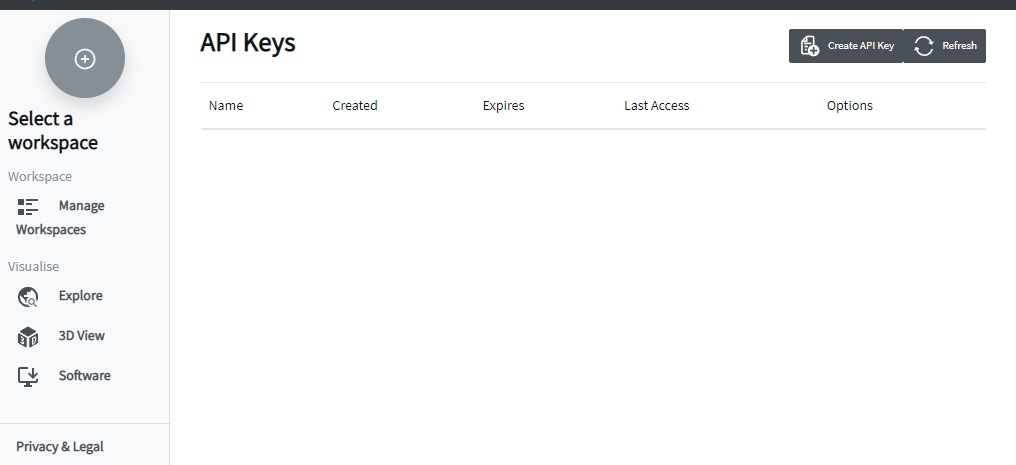 API Keys
Create API Key
Refresh
Name Created Expires Last Access Options
Select a
workspace
Workspace
Manage
Workspaces
Visualise
Explore
3D View
Software
Privacy & Legal